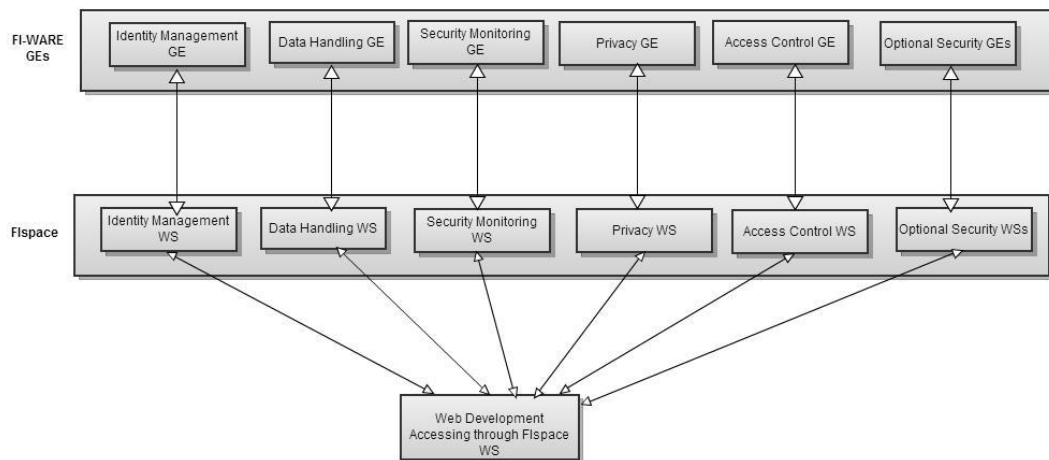 FI-WARE
GEs
Identity Management
GE
Data Handling GE
Security Monitoring
GE
Privacy GE
Access Control GE
Optional Security GEs
FIspace
Identity Management
WS
Data Handling WS
Security Monitoring
WS
Privacy WS
Access Control WS
Optional Security WSs
Web Development
Accessing through FIspace
WS